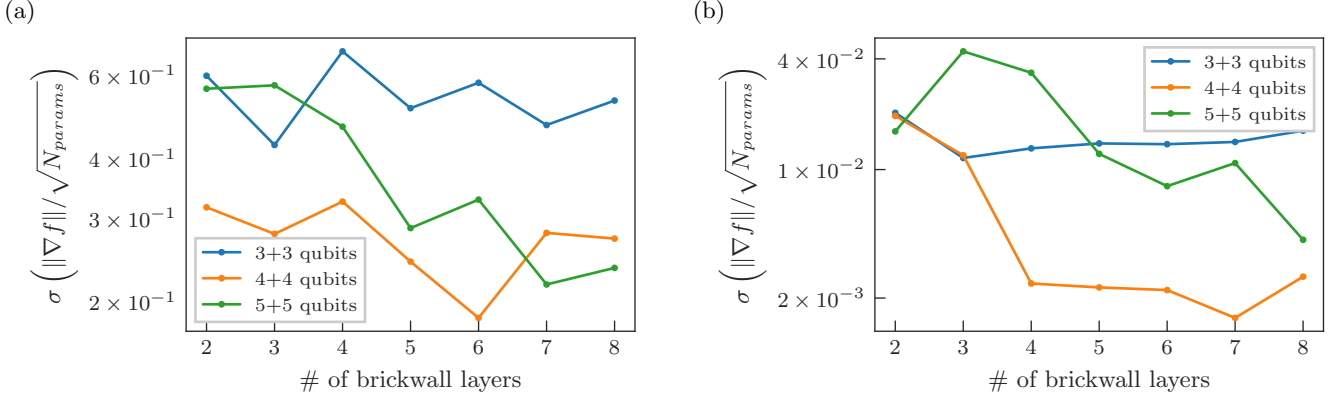 (a)
σ (‖∇f‖/√N_params)
6 × 10⁻¹
4 × 10⁻¹
3 × 10⁻¹
2 × 10⁻¹
3+3 qubits
4+4 qubits
5+5 qubits
2 3 4 5 6 7 8
# of brickwall layers
(b)
σ (‖∇f‖/√N_params)
4 × 10⁻²
1 × 10⁻²
2 × 10⁻³
3+3 qubits
4+4 qubits
5+5 qubits
2 3 4 5 6 7 8
# of brickwall layers